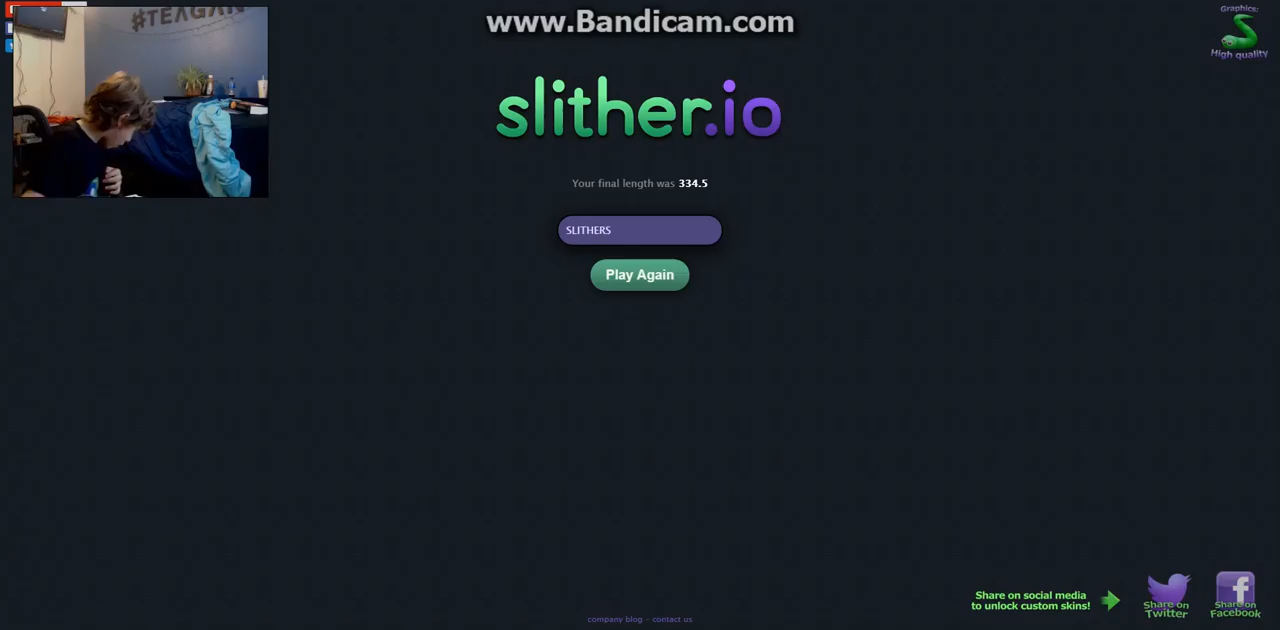 www.Bandicam.com
#TEAGAN
Graphics:
High quality
slither.io
Your final length was 334.5
SLITHERS
Play Again
Share on social media
to unlock custom skins!
Share on
Twitter
Share on
Facebook
company blog - contact us